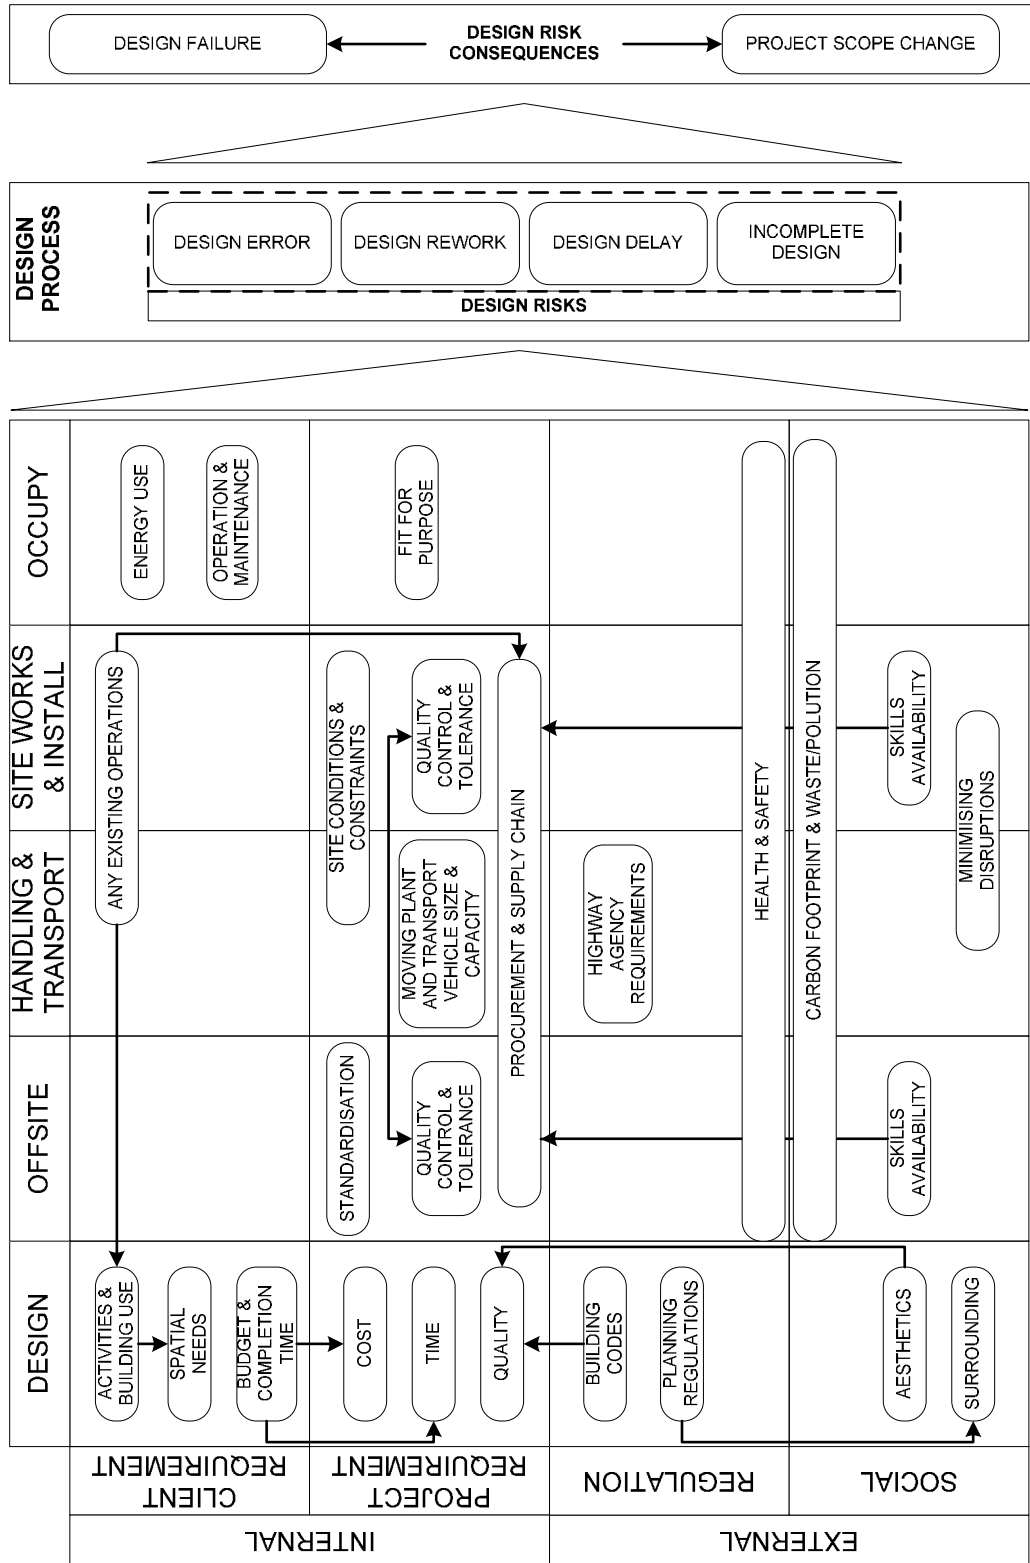 DESIGN FAILURE
DESIGN RISK
CONSEQUENCES
PROJECT SCOPE CHANGE
DESIGN
PROCESS
DESIGN ERROR
DESIGN REWORK
DESIGN DELAY
INCOMPLETE
DESIGN
DESIGN RISKS
OCCUPY
ENERGY USE
OPERATION &
MAINTENANCE
FIT FOR
PURPOSE
SITE WORKS
& INSTALL
ANY EXISTING OPERATIONS
SITE CONDITIONS &
CONSTRAINTS
QUALITY
CONTROL &
TOLERANCE
HANDLING &
TRANSPORT
MOVING PLANT
AND TRANSPORT
VEHICLE SIZE &
CAPACITY
PROCUREMENT & SUPPLY CHAIN
HIGHWAY
AGENCY
REQUIREMENTS
HEALTH & SAFETY
CARBON FOOTPRINT & WASTE/POLUTION
SKILLS
AVAILABILITY
MINIMIISING
DISRUPTIONS
OFFSITE
STANDARDISATION
QUALITY
CONTROL &
TOLERANCE
SKILLS
AVAILABILITY
DESIGN
ACTIVITIES &
BUILDING USE
SPATIAL
NEEDS
BUDGET &
COMPLETION
TIME
COST
TIME
QUALITY
BUILDING
CODES
PLANNING
REGULATIONS
AESTHETICS
SURROUNDING
CLIENT
REQUIREMENT
PROJECT
REQUIREMENT
REGULATION
SOCIAL
INTERNAL
EXTERNAL